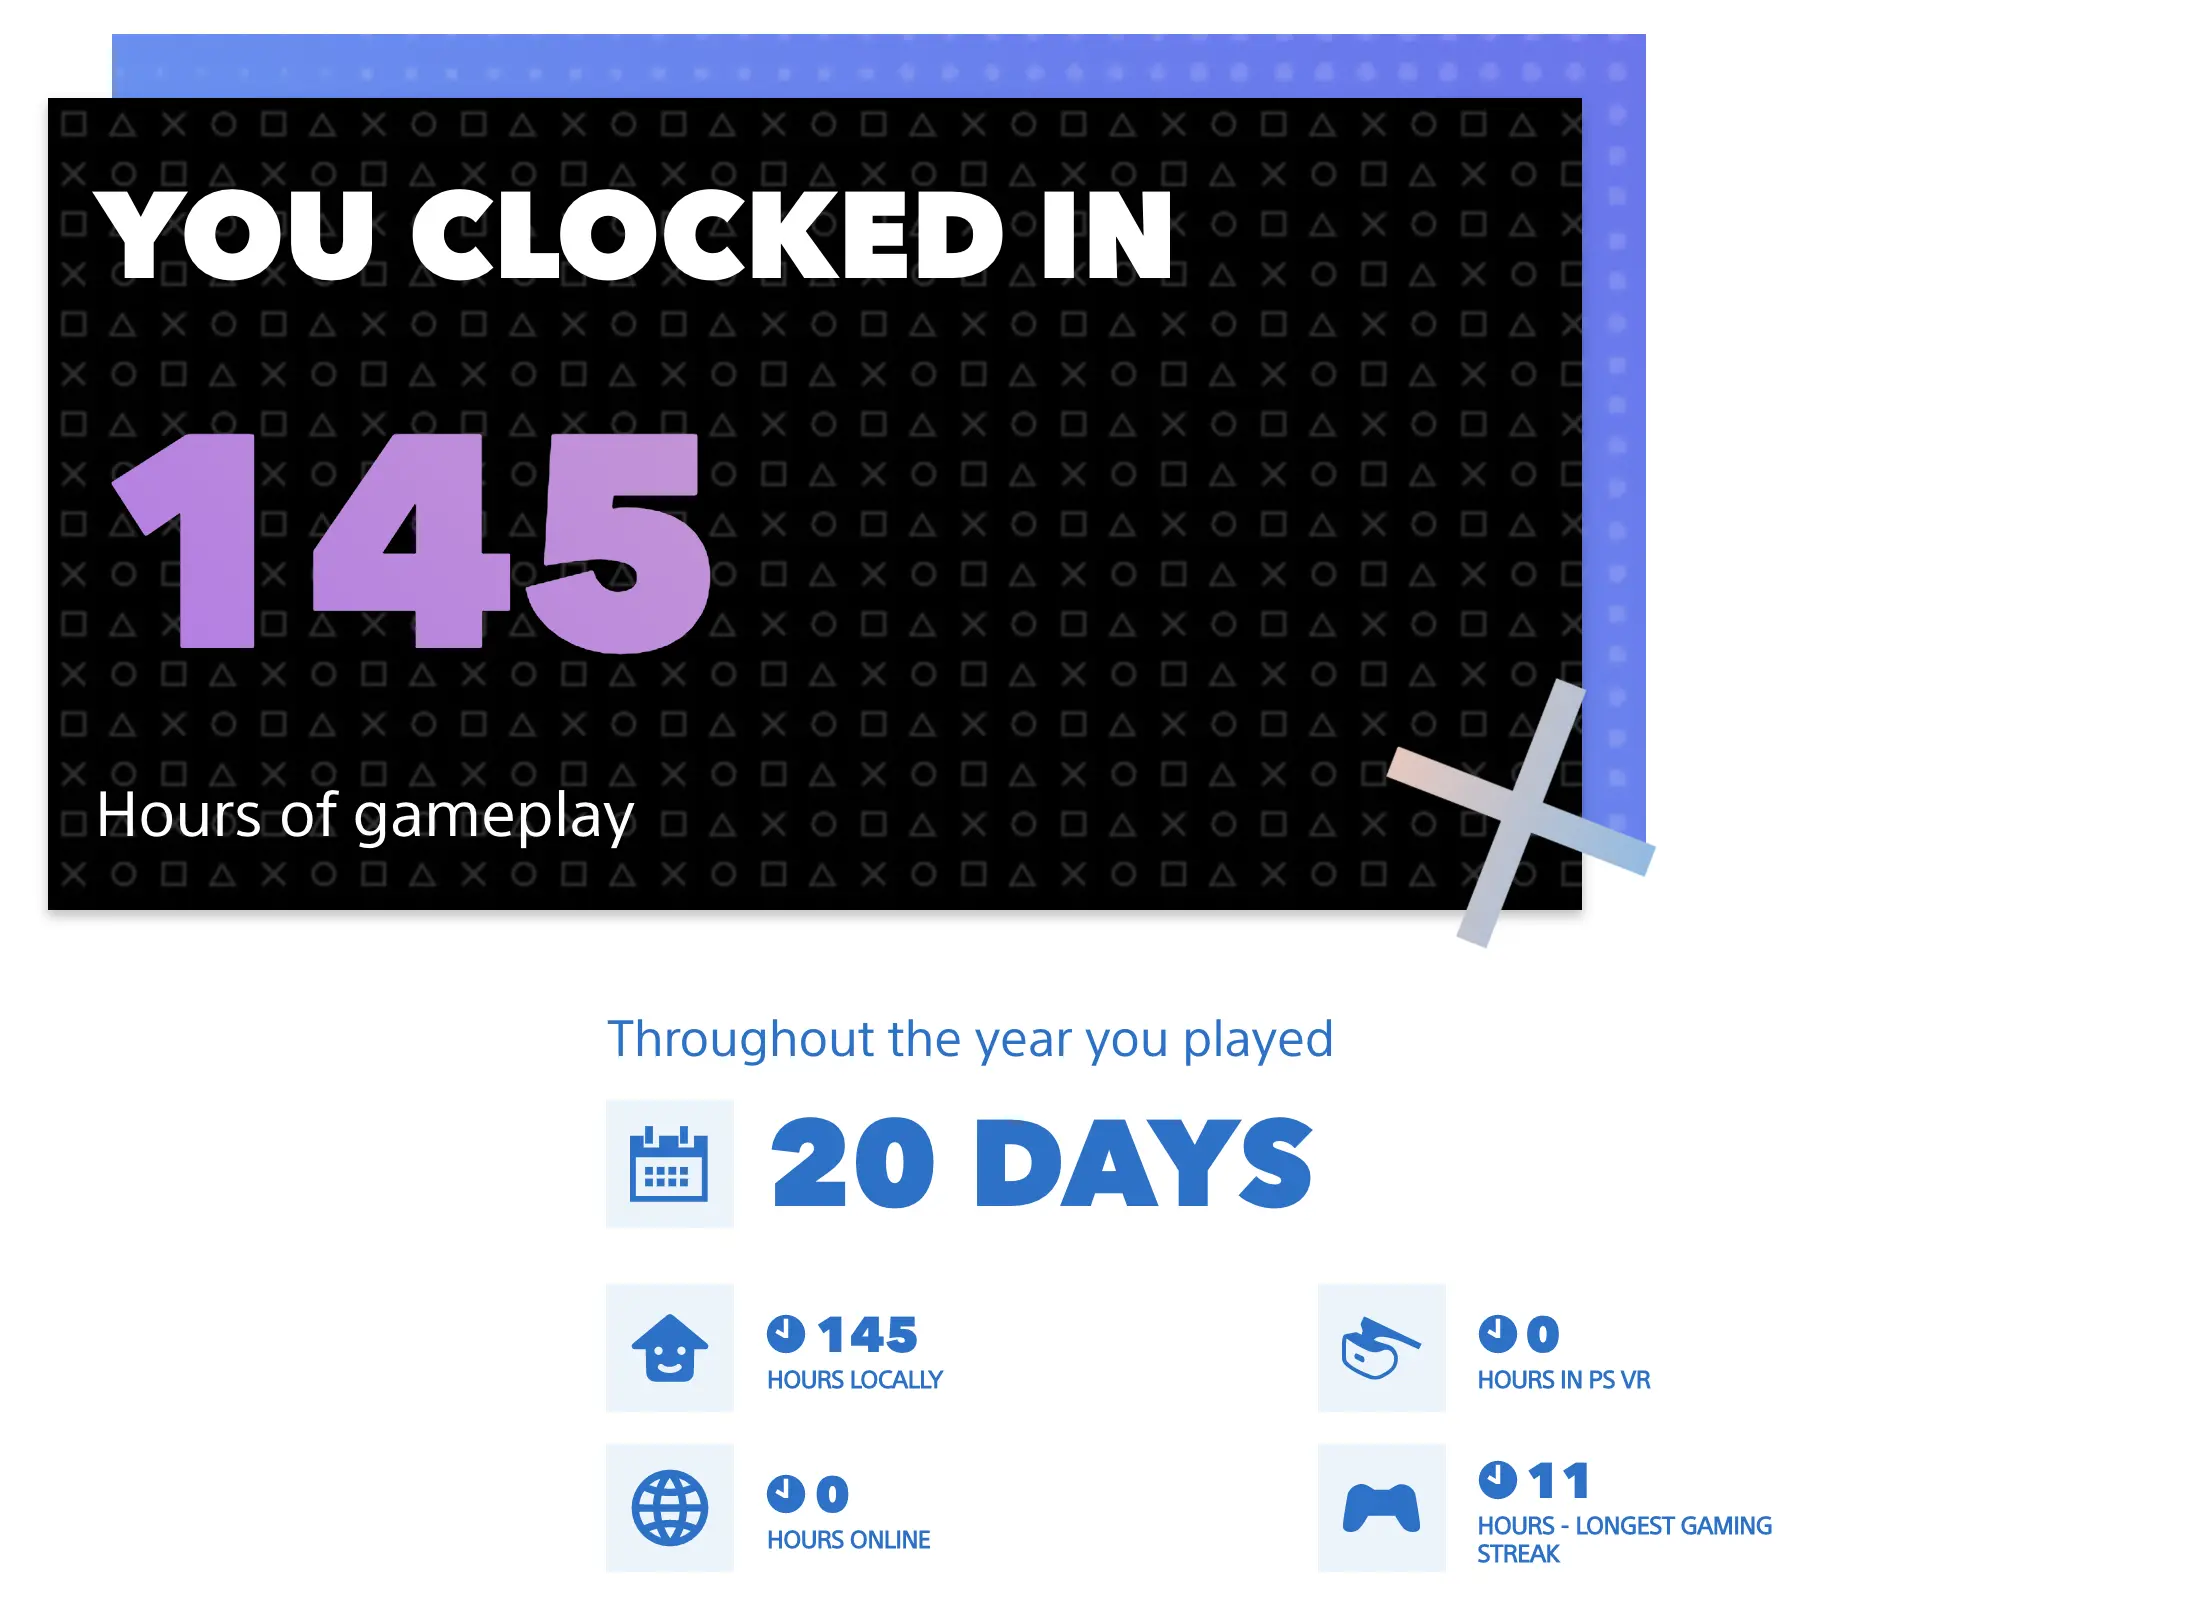 YOU CLOCKED IN
145
Hours of gameplay
Throughout the year you played
20 DAYS
145
HOURS LOCALLY
0
HOURS IN PS VR
0
HOURS ONLINE
11
HOURS - LONGEST GAMING
STREAK